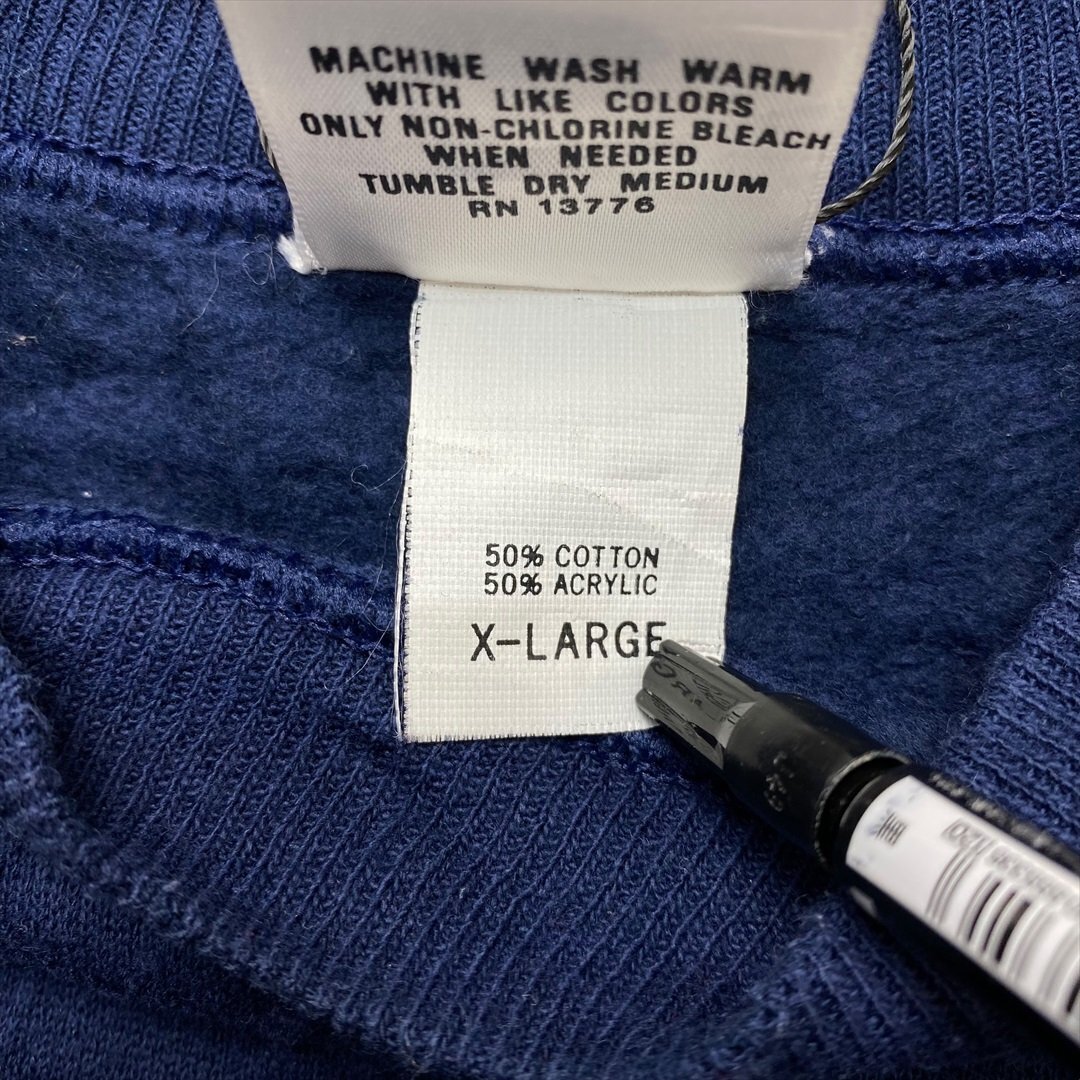 MACHINE WASH WARM
WITH LIKE COLORS
ONLY NON-CHLORINE BLEACH
WHEN NEEDED
TUMBLE DRY MEDIUM
RN 13776
50% COTTON
50% ACRYLIC
X-LARGE